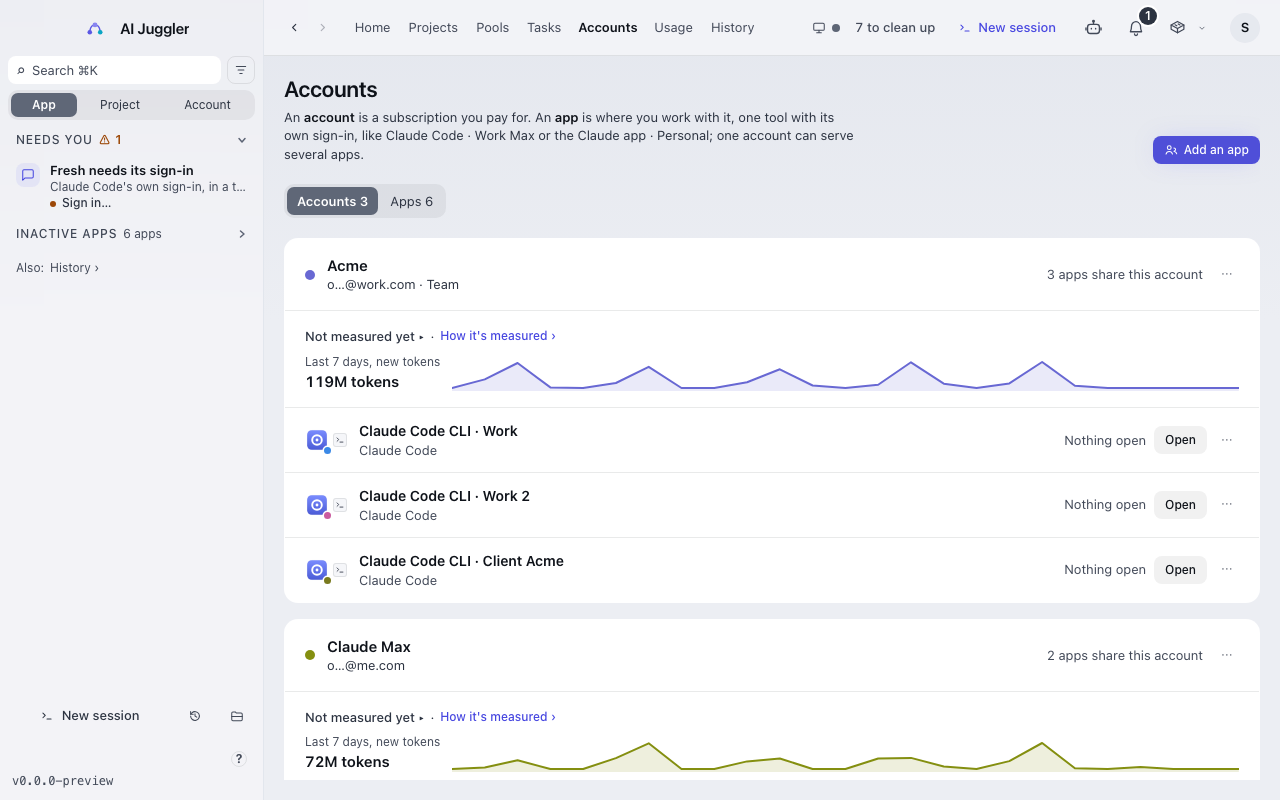 AI Juggler
Home Projects Pools Tasks Accounts Usage History
7 to clean up
New session
1
S
Search ⌘K
App Project Account
NEEDS YOU 1
Fresh needs its sign-in
Claude Code's own sign-in, in a t…
Sign in…
INACTIVE APPS 6 apps
Also: History ›
New session
?
v0.0.0-preview
Accounts
An account is a subscription you pay for. An app is where you work with it, one tool with its
own sign-in, like Claude Code · Work Max or the Claude app · Personal; one account can serve
several apps.
Add an app
Accounts 3 Apps 6
Acme
o…@work.com · Team
3 apps share this account
Not measured yet ▸ · How it's measured ›
Last 7 days, new tokens
119M tokens
Claude Code CLI · Work
Claude Code
Nothing open Open
Claude Code CLI · Work 2
Claude Code
Nothing open Open
Claude Code CLI · Client Acme
Claude Code
Nothing open Open
Claude Max
o…@me.com
2 apps share this account
Not measured yet ▸ · How it's measured ›
Last 7 days, new tokens
72M tokens